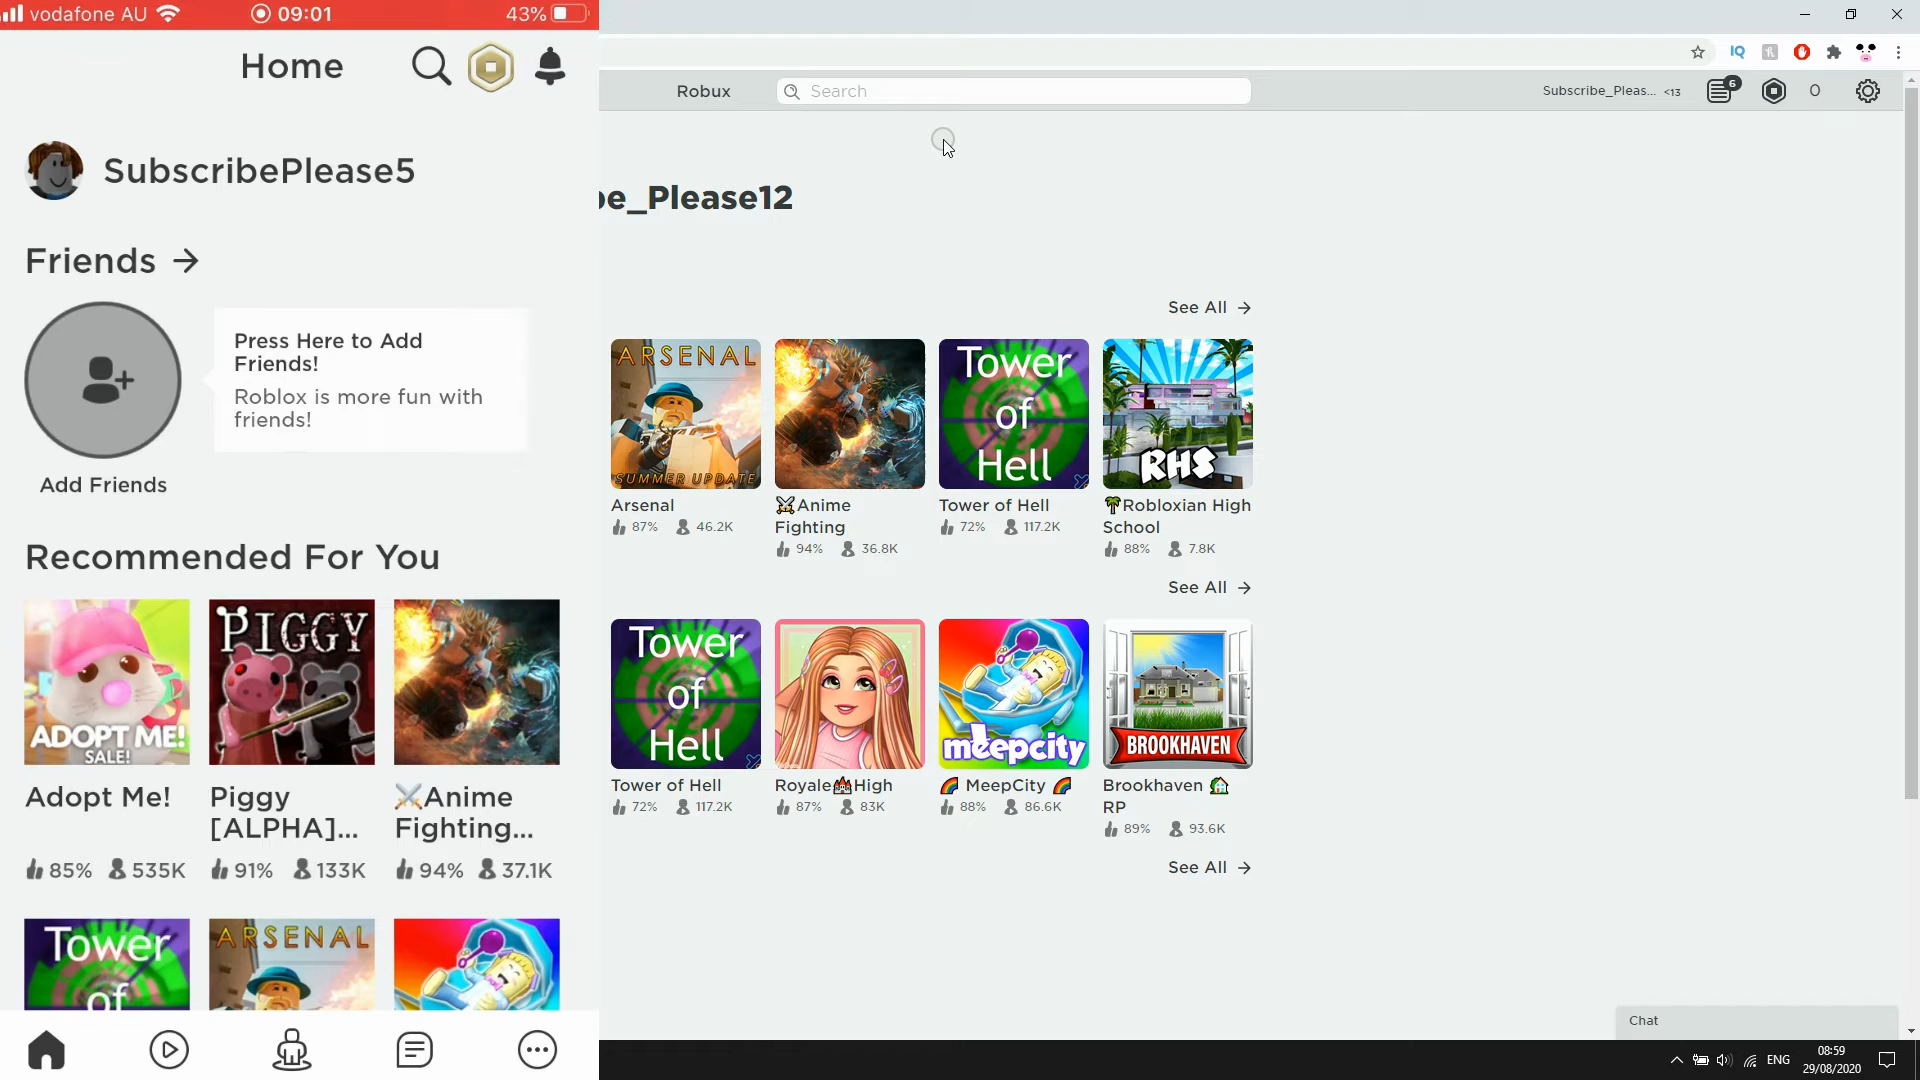 vodafone AU
09:01
43%
Home
SubscribePlease5
Friends →
Press Here to Add
Friends!
Roblox is more fun with
friends!
Add Friends
Recommended For You
ADOPT ME!
SALE!
PIGGY
Adopt Me!
Piggy
[ALPHA]...
⚔Anime
Fighting...
85% 535K
91% 133K
94% 37.1K
Tower
of
ARSENAL
Robux
Search
Subscribe_Pleas... <13
6
0
be_Please12
See All →
ARSENAL
SUMMER UPDATE
Tower
of
Hell
RHS
Arsenal
87% 46.2K
⚔Anime
Fighting
94% 36.8K
Tower of Hell
72% 117.2K
🌴Robloxian High
School
88% 7.8K
See All →
Tower
of
Hell
meepcity
BROOKHAVEN
Tower of Hell
72% 117.2K
Royale🏰High
87% 83K
🌈 MeepCity 🌈
88% 86.6K
Brookhaven 🏡
RP
89% 93.6K
See All →
Chat
ENG
08:59
29/08/2020